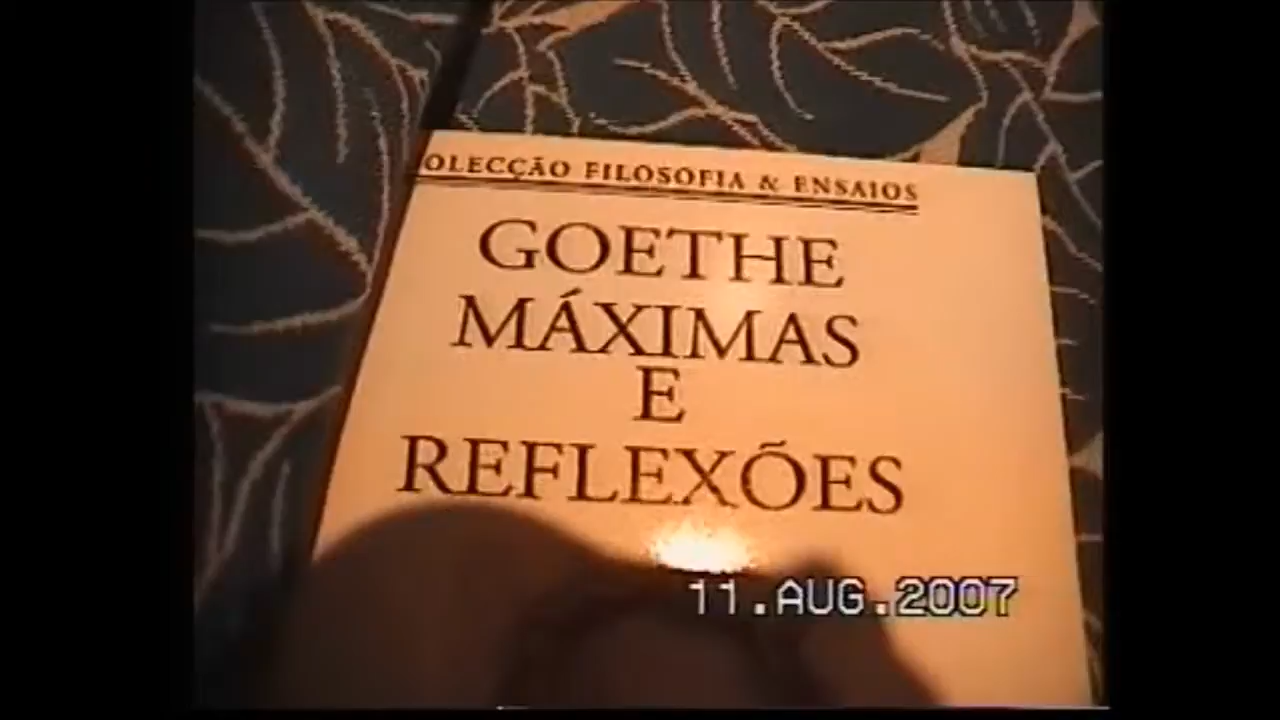 OLECÇÃO FILOSOFIA & ENSAIOS
GOETHE
MÁXIMAS
E
REFLEXÕES
11.AUG.2007